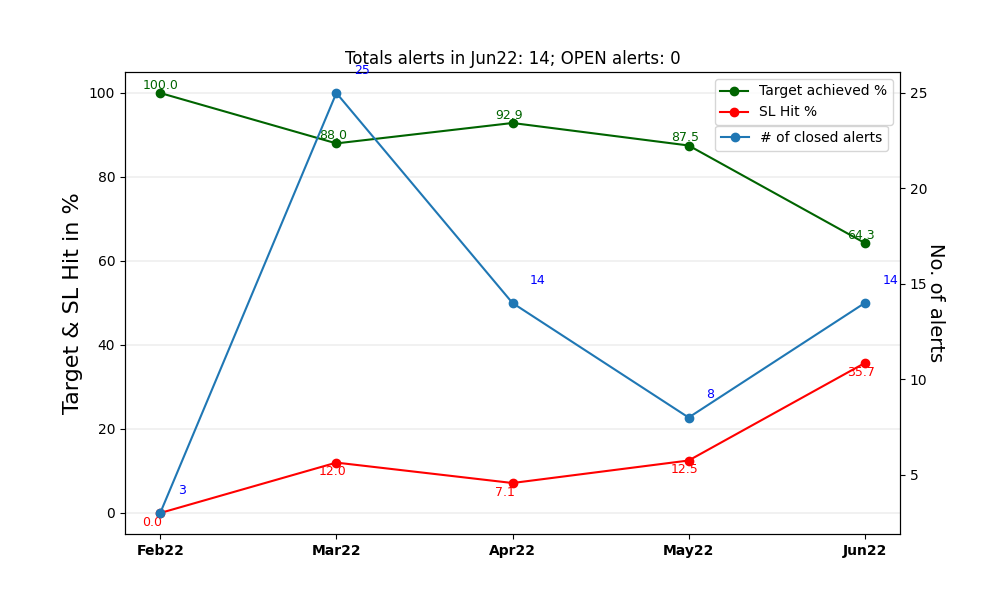 Totals alerts in Jun22: 14; OPEN alerts: 0
Target & SL Hit in %
100
80
60
40
20
0
Feb22
Mar22
Apr22
May22
Jun22
100.0
88.0
92.9
87.5
64.3
0.0
12.0
7.1
12.5
35.7
3
25
14
8
14
Target achieved %
SL Hit %
# of closed alerts
25
20
15
10
5
No. of alerts